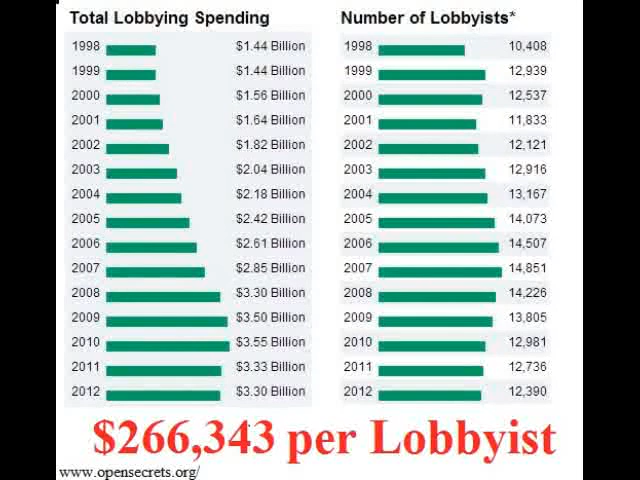 Total Lobbying Spending
1998 $1.44 Billion
1999 $1.44 Billion
2000 $1.56 Billion
2001 $1.64 Billion
2002 $1.82 Billion
2003 $2.04 Billion
2004 $2.18 Billion
2005 $2.42 Billion
2006 $2.61 Billion
2007 $2.85 Billion
2008 $3.30 Billion
2009 $3.50 Billion
2010 $3.55 Billion
2011 $3.33 Billion
2012 $3.30 Billion
Number of Lobbyists*
1998 10,408
1999 12,939
2000 12,537
2001 11,833
2002 12,121
2003 12,916
2004 13,167
2005 14,073
2006 14,507
2007 14,851
2008 14,226
2009 13,805
2010 12,981
2011 12,736
2012 12,390
$266,343 per Lobbyist
www.opensecrets.org/